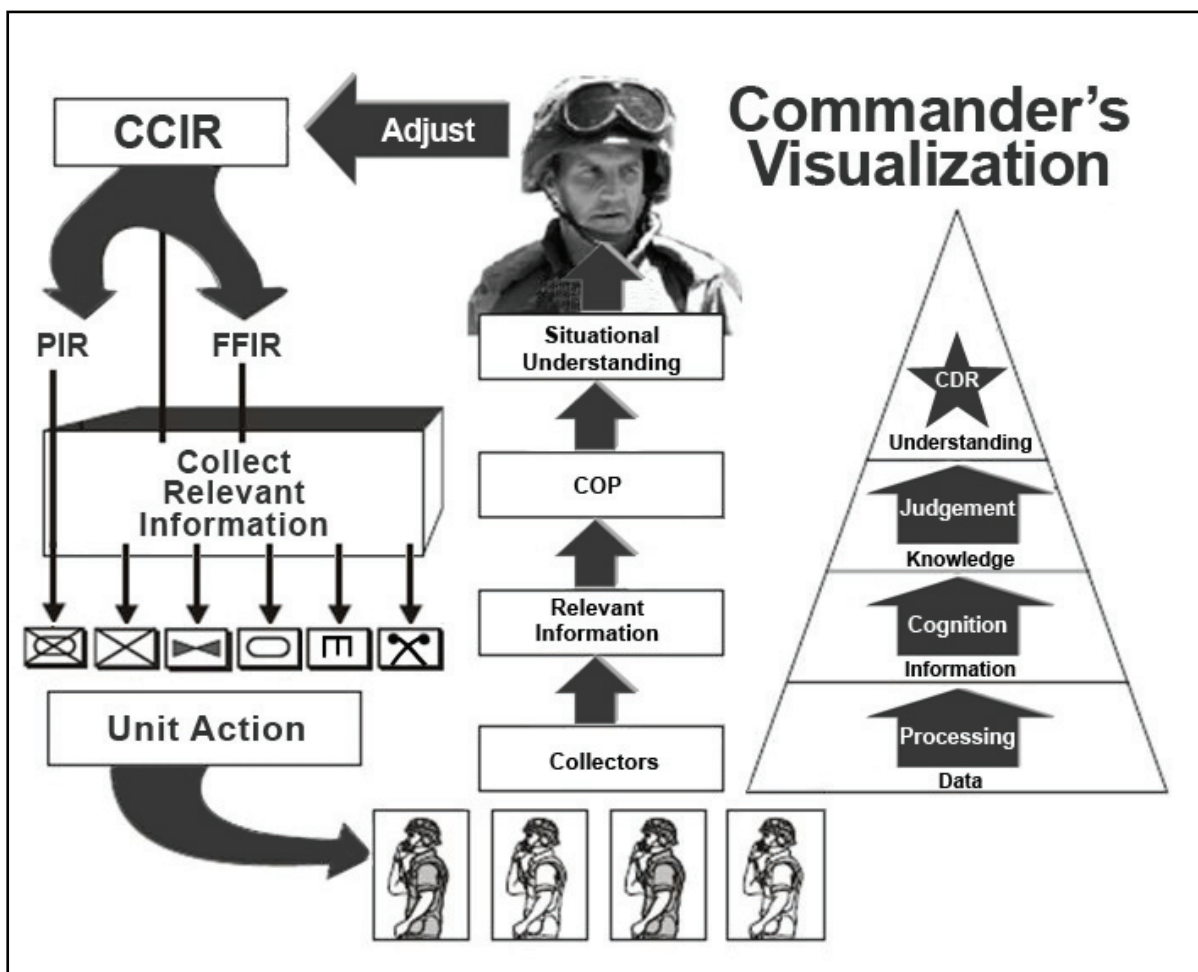 Commander's
Visualization
CCIR
Adjust
PIR
FFIR
Collect
Relevant
Information
Unit Action
Situational
Understanding
COP
Relevant
Information
Collectors
CDR
Understanding
Judgement
Knowledge
Cognition
Information
Processing
Data